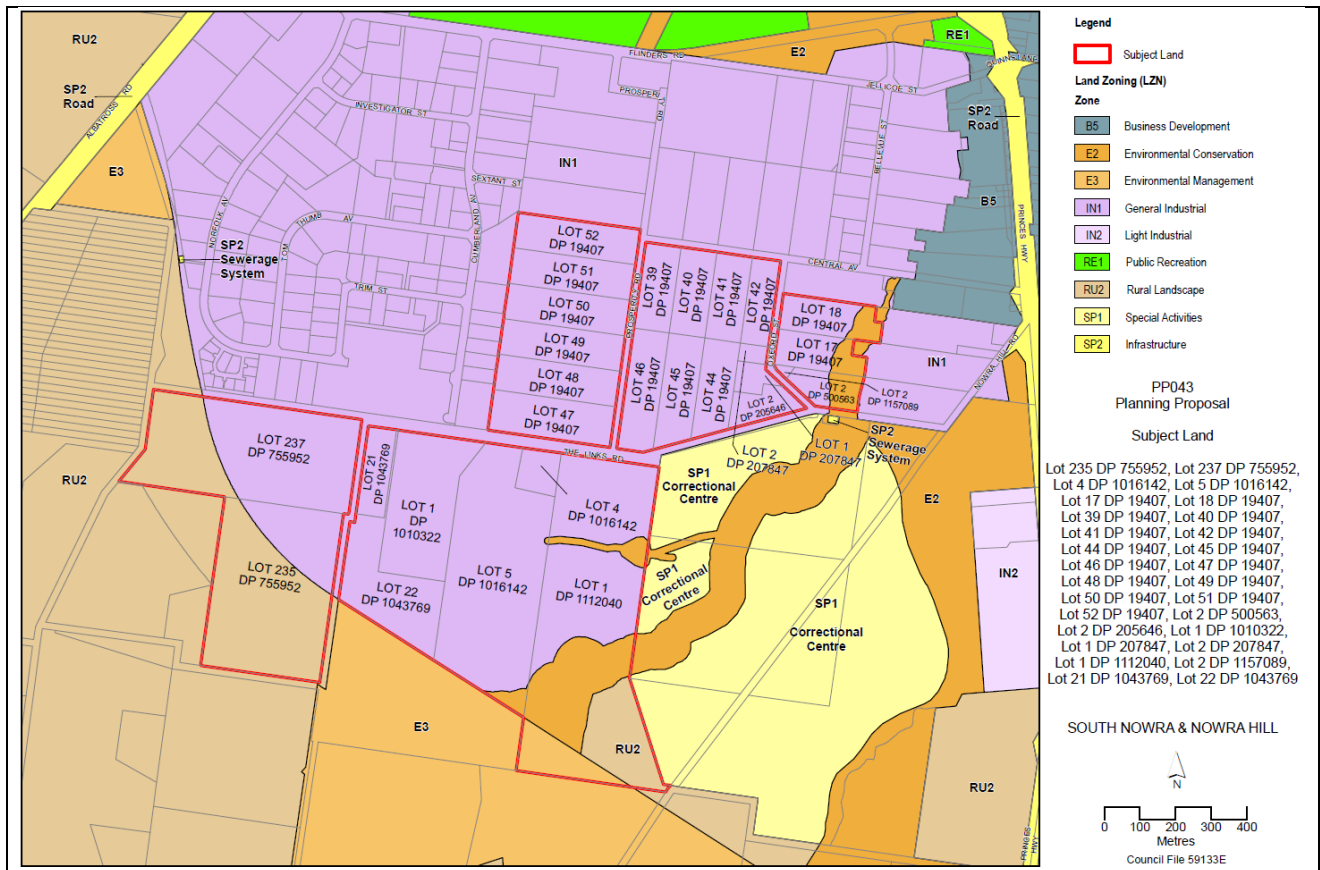 RU2
SP2
Road
ALBATROSS RD
E3
INVESTIGATOR ST
SEXTANT ST
NORFOLK AV
THUMB AV
TOM
CUMBERLAND AV
TRIM ST
SP2
Sewerage
System
IN1
FLINDERS RD
PROSPERITY RD
E2
RE1
QUINNS LANE
JELLICOE ST
BELLEVUE ST
SP2
Road
B5
PRINCES HWY
CENTRAL AV
LOT 52
DP 19407
LOT 51
DP 19407
LOT 50
DP 19407
LOT 49
DP 19407
LOT 48
DP 19407
LOT 47
DP 19407
PROSPERITY RD
LOT 39
DP 19407
LOT 40
DP 19407
LOT 41
DP 19407
LOT 42
DP 19407
LOT 46
DP 19407
LOT 45
DP 19407
LOT 44
DP 19407
OXFORD ST
LOT 18
DP 19407
LOT 17
DP 19407
LOT 2
DP 500563
LOT 2
DP 1157089
LOT 2
DP 205646
IN1
NOWRA HILL RD
LOT 2
DP 207847
LOT 1
DP 207847
SP2
Sewerage
System
THE LINKS RD
LOT 237
DP 755952
LOT 21
DP 1043769
LOT 1
DP
1010322
LOT 4
DP 1016142
SP1
Correctional
Centre
E2
RU2
LOT 235
DP 755952
LOT 22
DP 1043769
LOT 5
DP 1016142
LOT 1
DP 1112040
SP1
Correctional
Centre
SP1
Correctional
Centre
IN2
E3
RU2
RU2
PRINCES
HWY
Legend
Subject Land
Land Zoning (LZN)
Zone
B5 Business Development
E2 Environmental Conservation
E3 Environmental Management
IN1 General Industrial
IN2 Light Industrial
RE1 Public Recreation
RU2 Rural Landscape
SP1 Special Activities
SP2 Infrastructure
PP043
Planning Proposal
Subject Land
Lot 235 DP 755952, Lot 237 DP 755952,
Lot 4 DP 1016142, Lot 5 DP 1016142,
Lot 17 DP 19407, Lot 18 DP 19407,
Lot 39 DP 19407, Lot 40 DP 19407,
Lot 41 DP 19407, Lot 42 DP 19407,
Lot 44 DP 19407, Lot 45 DP 19407,
Lot 46 DP 19407, Lot 47 DP 19407,
Lot 48 DP 19407, Lot 49 DP 19407,
Lot 50 DP 19407, Lot 51 DP 19407,
Lot 52 DP 19407, Lot 2 DP 500563,
Lot 2 DP 205646, Lot 1 DP 1010322,
Lot 1 DP 207847, Lot 2 DP 207847,
Lot 1 DP 1112040, Lot 2 DP 1157089,
Lot 21 DP 1043769, Lot 22 DP 1043769
SOUTH NOWRA & NOWRA HILL
N
0 100 200 300 400
Metres
Council File 59133E